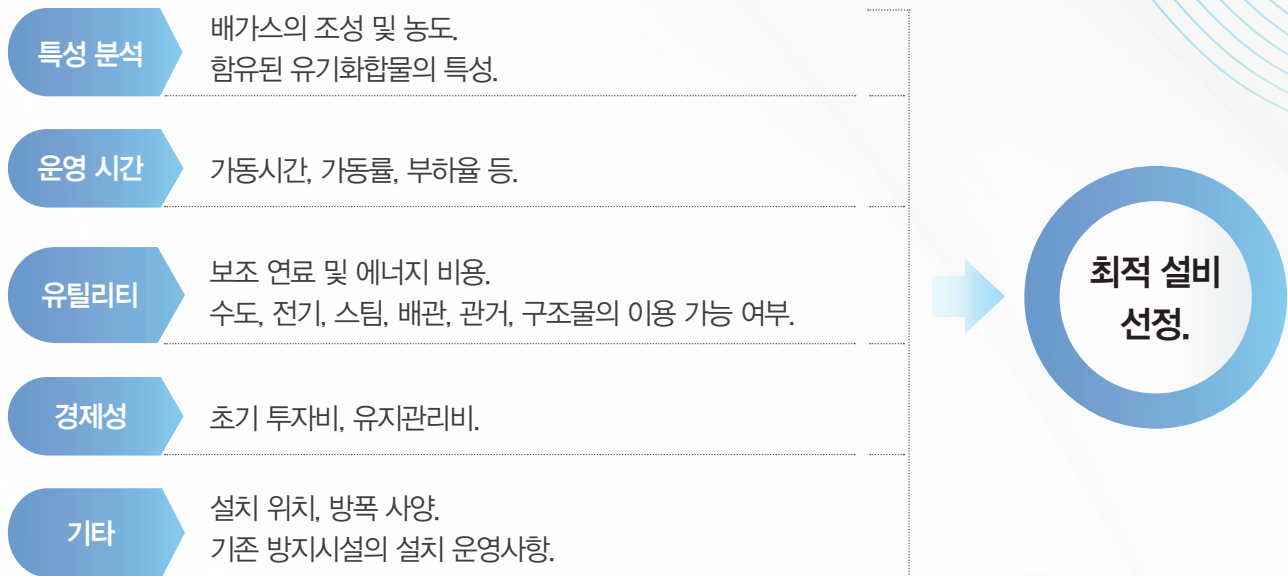 특성 분석
배가스의 조성 및 농도.
함유된 유기화합물의 특성.
운영 시간
가동시간, 가동률, 부하율 등.
유틸리티
보조 연료 및 에너지 비용.
수도, 전기, 스팀, 배관, 관거, 구조물의 이용 가능 여부.
경제성
초기 투자비, 유지관리비.
기타
설치 위치, 방폭 사양.
기존 방지시설의 설치 운영사항.
최적 설비
선정.